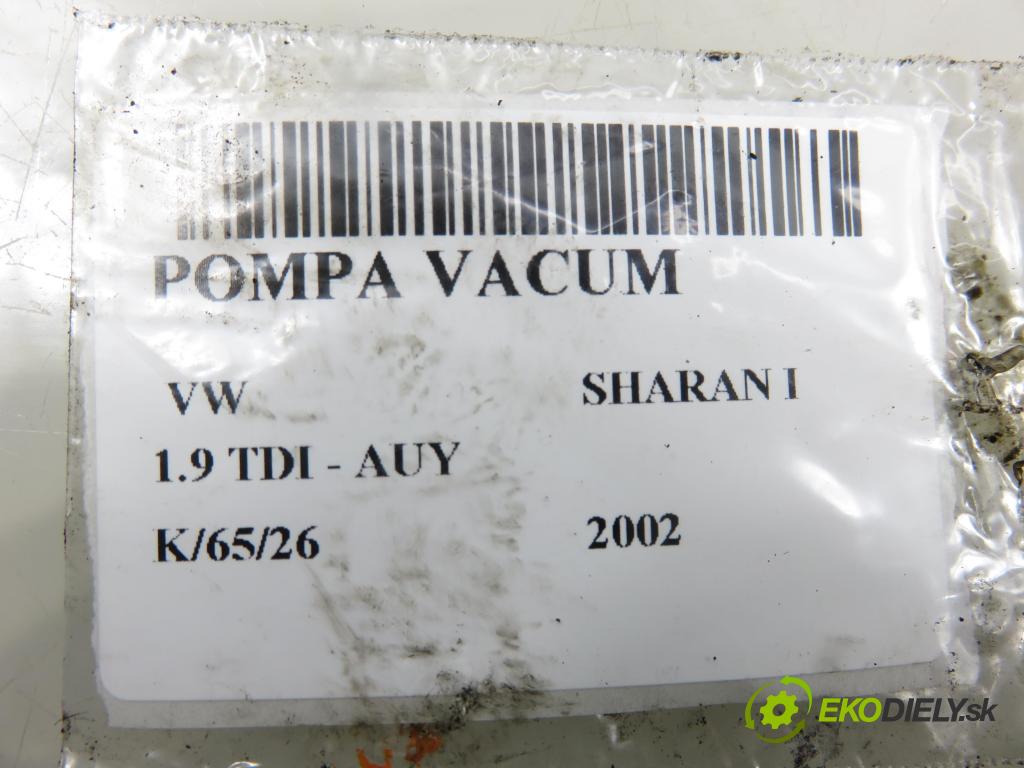 POMPA VACUM
VW SHARAN I
1.9 TDI - AUY
K/65/26 2002
EKODIELY.sk